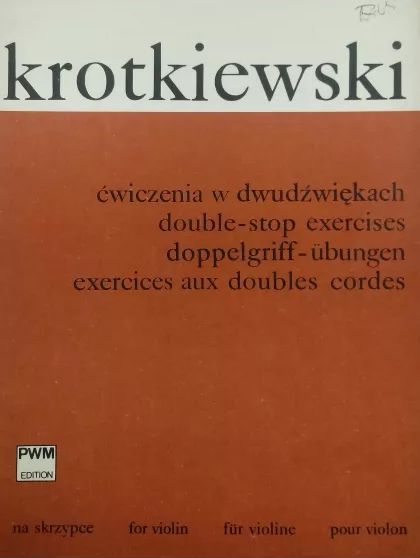 krotkiewski
ćwiczenia w dwudźwiękach
double-stop exercises
doppelgriff-übungen
exercices aux doubles cordes
PWM
EDITION
na skrzypce for violin für violine pour violon